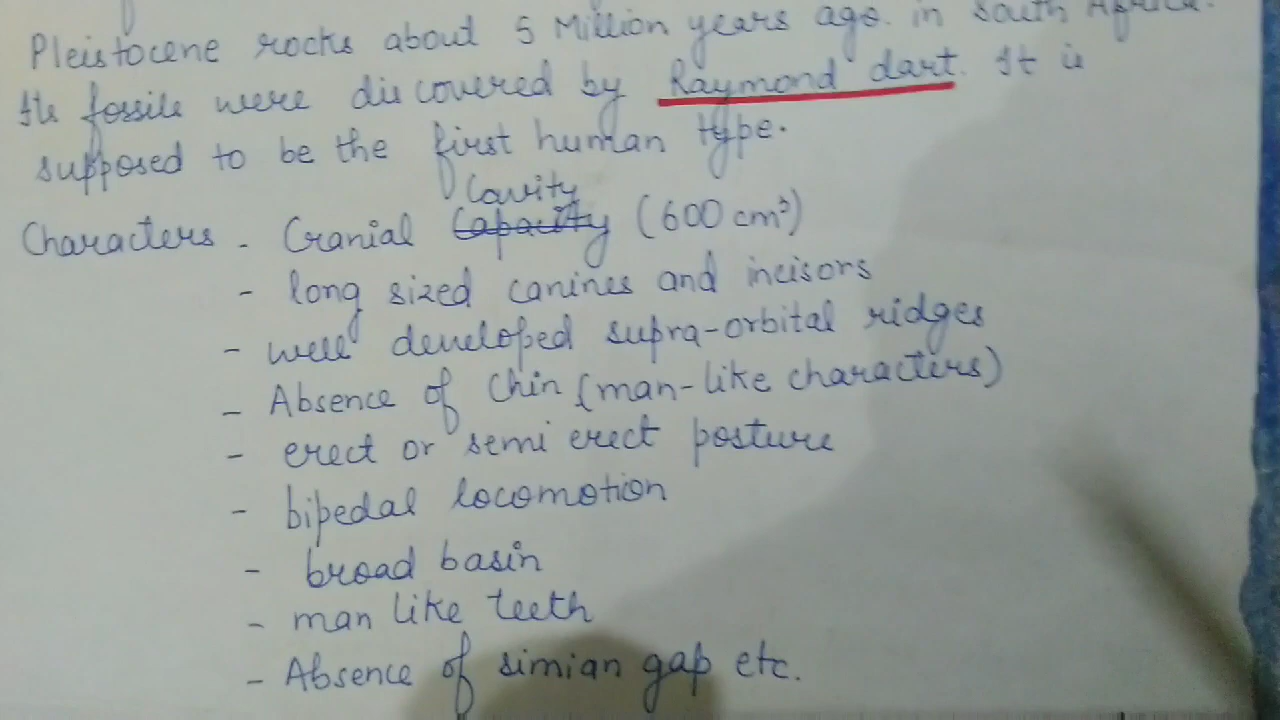 Pleistocene rocks about 5 Million years ago. in South Africa.
the fossils were discovered by Raymond dart. It is
supposed to be the first human type.
Cavity
Characters - Cranial Capacity (600 cm³)
- long sized canines and incisors
- well developed supra-orbital ridges
- Absence of Chin (man-like characters)
- erect or semi erect posture
- bipedal locomotion
- broad basin
- man like teeth
- Absence of simian gap etc.